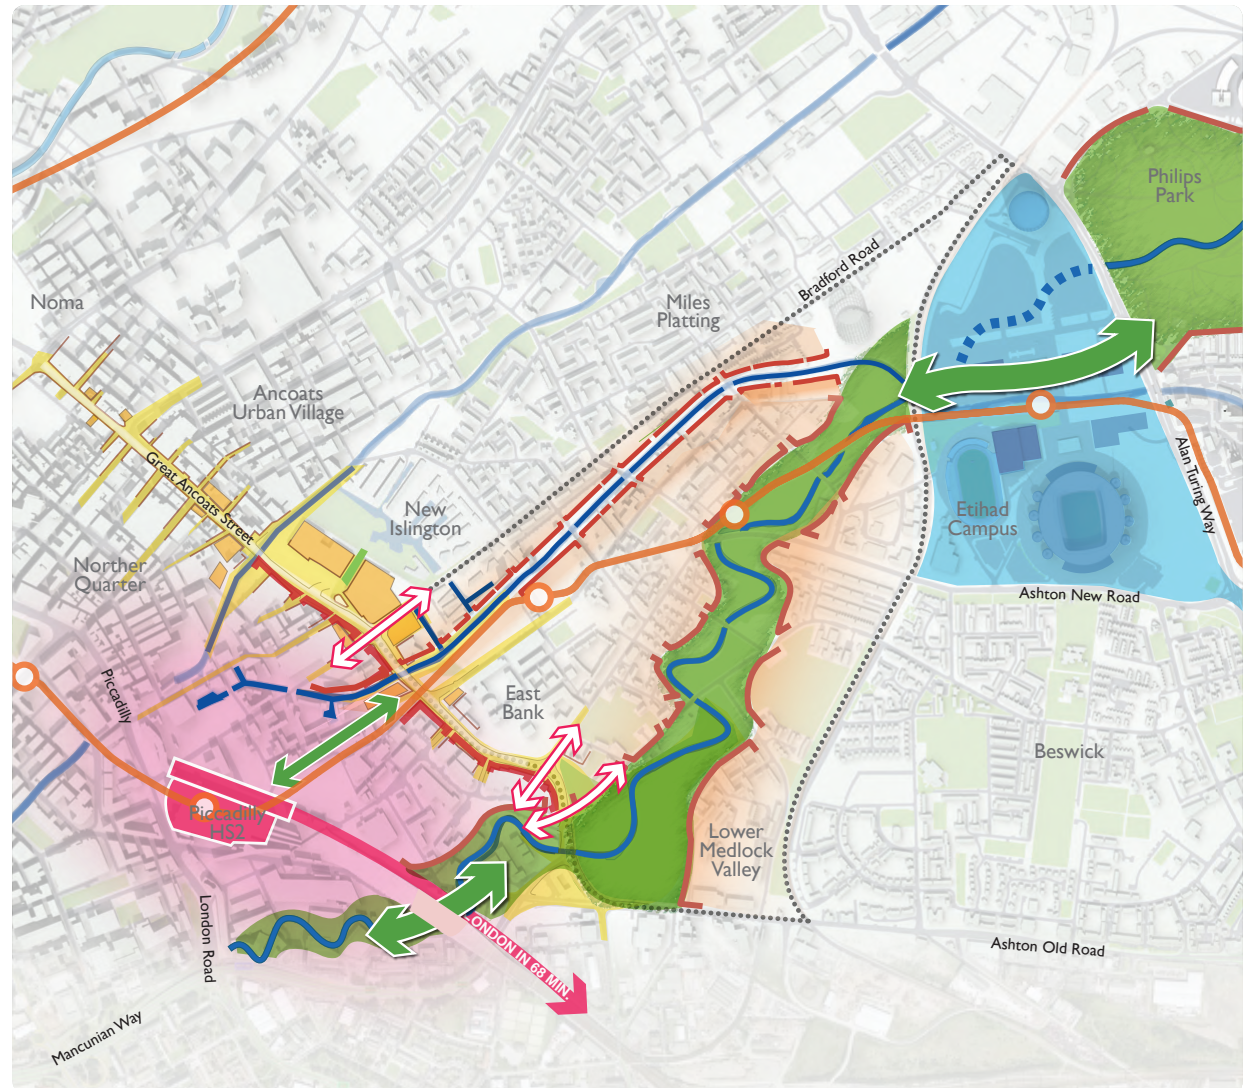 Philips
Park
Bradford Road
Noma
Miles
Platting
Ancoats
Urban Village
Great Ancoats Street
Alan Turing Way
New
Islington
Etihad
Campus
Norther
Quarter
Ashton New Road
Piccadilly
East
Bank
Beswick
Piccadilly
HS2
Lower
Medlock
Valley
London Road
LONDON IN 68 MIN.
Ashton Old Road
Mancunian Way